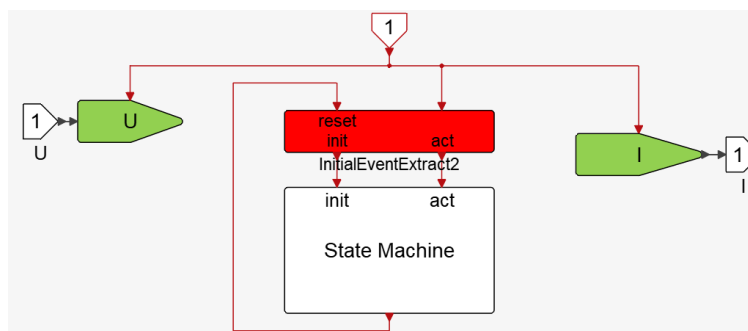 1
reset
1
U
init
act
I
1
InitialEventExtract2
U
I
init
act
State Machine